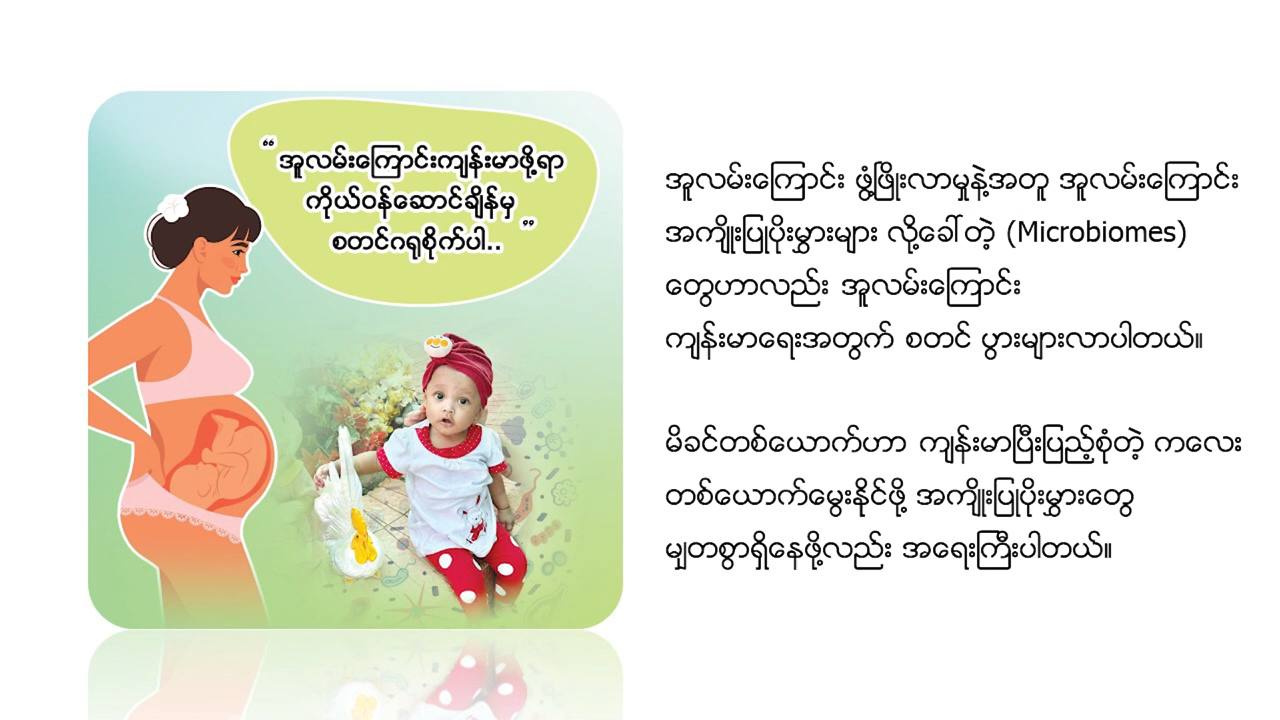 “ အူလမ်းကြောင်းကျန်းမာဖို့ရာ
ကိုယ်ဝန်ဆောင်ချိန်မှ
စတင်ဂရုစိုက်ပါ.. ”
အူလမ်းကြောင်း ဖွံ့ဖြိုးလာမှုနဲ့အတူ အူလမ်းကြောင်း
အကျိုးပြုပိုးမွှားများ လို့ခေါ်တဲ့ (Microbiomes)
တွေဟာလည်း အူလမ်းကြောင်း
ကျန်းမာရေးအတွက် စတင် ပွားများလာပါတယ်။
မိခင်တစ်ယောက်ဟာ ကျန်းမာပြီးပြည့်စုံတဲ့ ကလေး
တစ်ယောက်မွေးနိုင်ဖို့ အကျိုးပြုပိုးမွှားတွေ
မျှတစွာရှိနေဖို့လည်း အရေးကြီးပါတယ်။